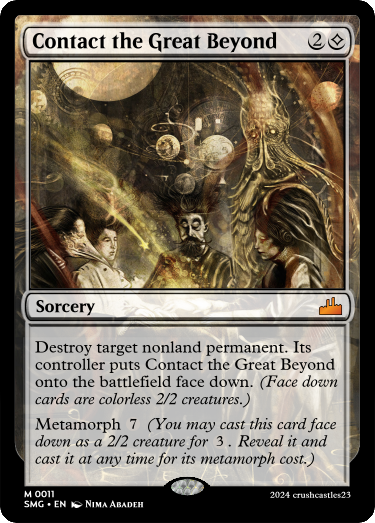 Contact the Great Beyond 2
Sorcery
Destroy target nonland permanent. Its
controller puts Contact the Great Beyond
onto the battlefield face down. (Face down
cards are colorless 2/2 creatures.)
Metamorph 7 (You may cast this card face
down as a 2/2 creature for 3 . Reveal it and
cast it at any time for its metamorph cost.)
M 0011
SMG • EN Nima Abadeh
2024 crushcastles23